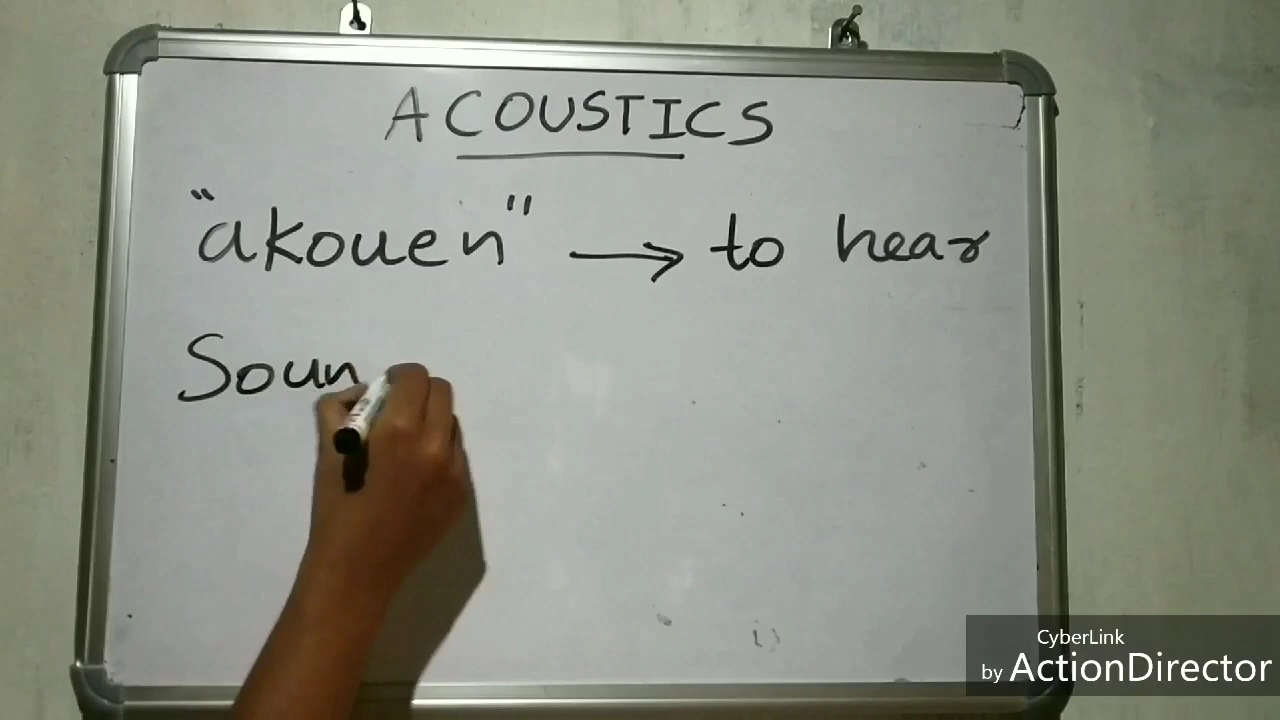 ACOUSTICS
"akouen" → to hear
Soun
CyberLink
by ActionDirector